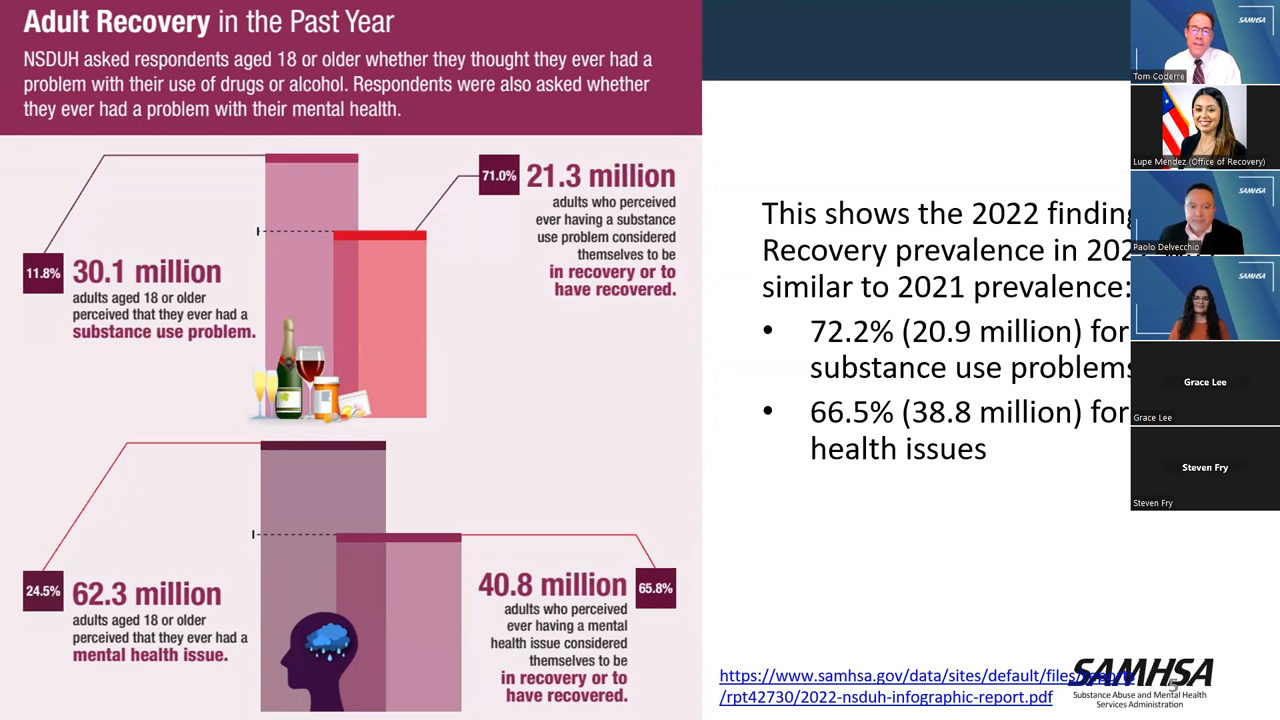 Adult Recovery in the Past Year
NSDUH asked respondents aged 18 or older whether they thought they ever had a
problem with their use of drugs or alcohol. Respondents were also asked whether
they ever had a problem with their mental health.
71.0%
21.3 million
adults who perceived
ever having a substance
use problem considered
themselves to be
in recovery or to
have recovered.
11.8%
30.1 million
adults aged 18 or older
perceived that they ever had a
substance use problem.
24.5%
62.3 million
adults aged 18 or older
perceived that they ever had a
mental health issue.
40.8 million
65.8%
adults who perceived
ever having a mental
health issue considered
themselves to be
in recovery or to
have recovered.
This shows the 2022
Recovery prevalence in
similar to 2021 prevalence:
• 72.2% (20.9 million) for
substance use problems
• 66.5% (38.8 million) for
health issues
https://www.samhsa.gov/data/sites/default/files/reports
/rpt42730/2022-nsduh-infographic-report.pdf
SAMHSA
Substance Abuse and Mental Health
Services Administration
5
SAMHSA
Tom Coderre
Lupe Mendez (Office of Recovery)
SAMHSA
Paolo Delvecchio
SAMHSA
Grace Lee
Grace Lee
Steven Fry
Steven Fry